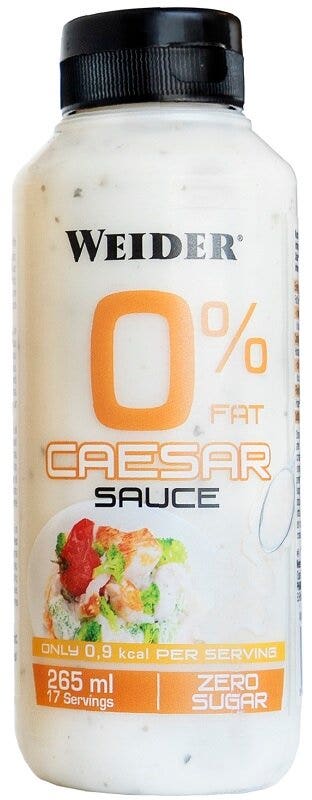 WEIDER®
0%
FAT
CAESAR
SAUCE
ONLY 0,9 kcal PER SERVING
265 ml
17 Servings
ZERO
SUGAR